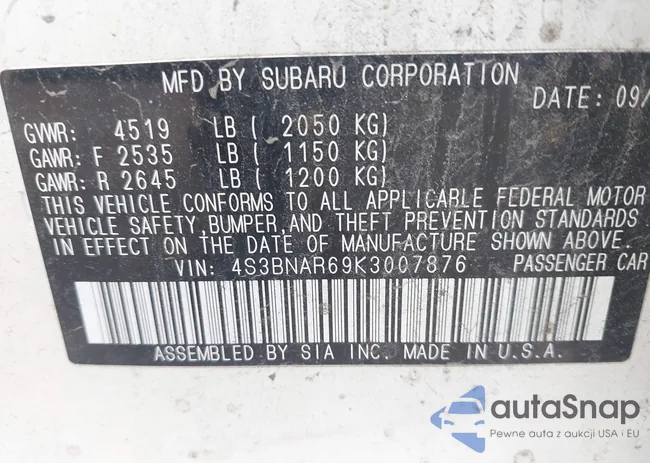 MFD BY SUBARU CORPORATION
DATE: 09/
GVWR: 4519 LB ( 2050 KG)
GAWR: F 2535 LB ( 1150 KG)
GAWR: R 2645 LB ( 1200 KG)
THIS VEHICLE CONFORMS TO ALL APPLICABLE FEDERAL MOTOR
VEHICLE SAFETY,BUMPER,AND THEFT PREVENTION STANDARDS
IN EFFECT ON THE DATE OF MANUFACTURE SHOWN ABOVE.
VIN: 4S3BNAR69K3007876 PASSENGER CAR
ASSEMBLED BY SIA INC. MADE IN U.S.A.
autaSnap
Pewne auta z aukcji USA i EU